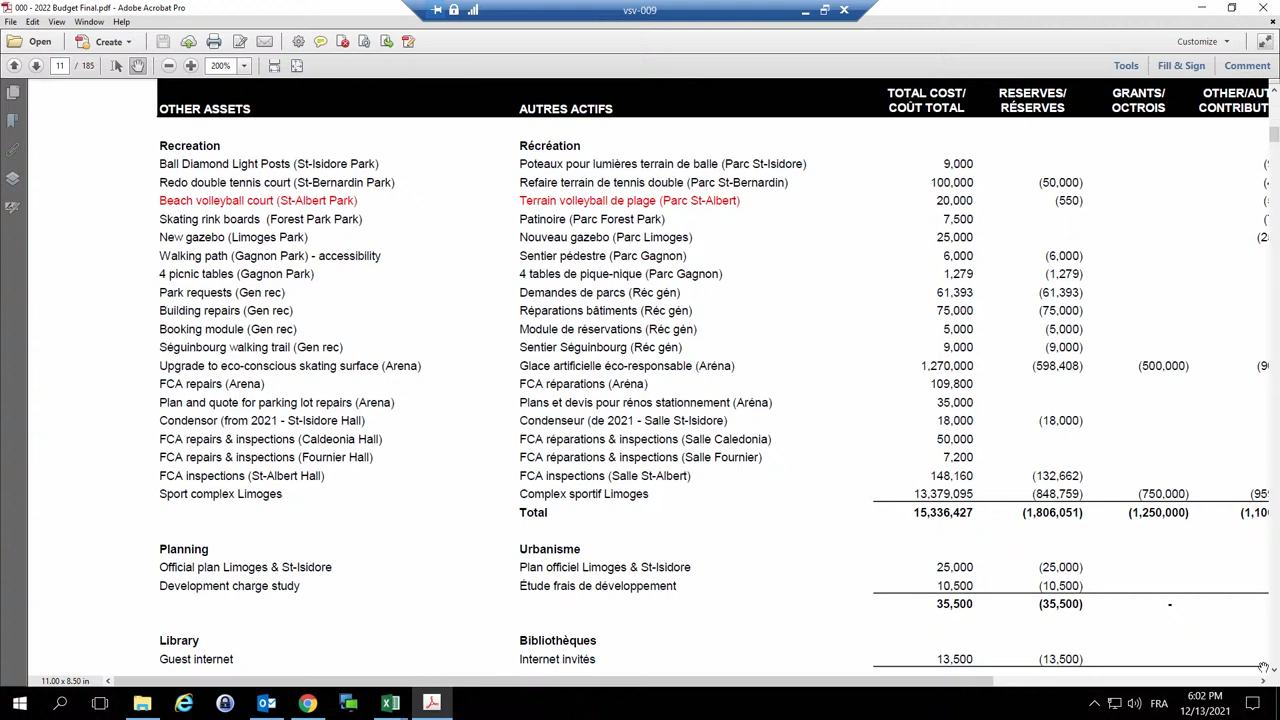 000 - 2022 Budget Final.pdf - Adobe Acrobat Pro
vsv-009
File Edit View Window Help
Open Create Customize
11 / 185 200% Tools Fill & Sign Comment
OTHER ASSETS AUTRES ACTIFS TOTAL COST/ COÛT TOTAL RESERVES/ RÉSERVES GRANTS/ OCTROIS OTHER/AUT CONTRIBUT
Recreation Récréation
Ball Diamond Light Posts (St-Isidore Park) Poteaux pour lumières terrain de balle (Parc St-Isidore) 9,000
Redo double tennis court (St-Bernardin Park) Refaire terrain de tennis double (Parc St-Bernardin) 100,000 (50,000)
Beach volleyball court (St-Albert Park) Terrain volleyball de plage (Parc St-Albert) 20,000 (550)
Skating rink boards (Forest Park Park) Patinoire (Parc Forest Park) 7,500
New gazebo (Limoges Park) Nouveau gazebo (Parc Limoges) 25,000
Walking path (Gagnon Park) - accessibility Sentier pédestre (Parc Gagnon) 6,000 (6,000)
4 picnic tables (Gagnon Park) 4 tables de pique-nique (Parc Gagnon) 1,279 (1,279)
Park requests (Gen rec) Demandes de parcs (Réc gén) 61,393 (61,393)
Building repairs (Gen rec) Réparations bâtiments (Réc gén) 75,000 (75,000)
Booking module (Gen rec) Module de réservations (Réc gén) 5,000 (5,000)
Séguinbourg walking trail (Gen rec) Sentier Séguinbourg (Réc gén) 9,000 (9,000)
Upgrade to eco-conscious skating surface (Arena) Glace artificielle éco-responsable (Aréna) 1,270,000 (598,408) (500,000)
FCA repairs (Arena) FCA réparations (Aréna) 109,800
Plan and quote for parking lot repairs (Arena) Plans et devis pour rénos stationnement (Aréna) 35,000
Condensor (from 2021 - St-Isidore Hall) Condenseur (de 2021 - Salle St-Isidore) 18,000 (18,000)
FCA repairs & inspections (Caldeonia Hall) FCA réparations & inspections (Salle Caledonia) 50,000
FCA repairs & inspections (Fournier Hall) FCA réparations & inspections (Salle Fournier) 7,200
FCA inspections (St-Albert Hall) FCA inspections (Salle St-Albert) 148,160 (132,662)
Sport complex Limoges Complex sportif Limoges 13,379,095 (848,759) (750,000) (959
Total 15,336,427 (1,806,051) (1,250,000) (1,100
Planning Urbanisme
Official plan Limoges & St-Isidore Plan officiel Limoges & St-Isidore 25,000 (25,000)
Development charge study Étude frais de développement 10,500 (10,500)
35,500 (35,500) -
Library Bibliothèques
Guest internet Internet invités 13,500 (13,500)
11.00 x 8.50 in
FRA 6:02 PM
12/13/2021